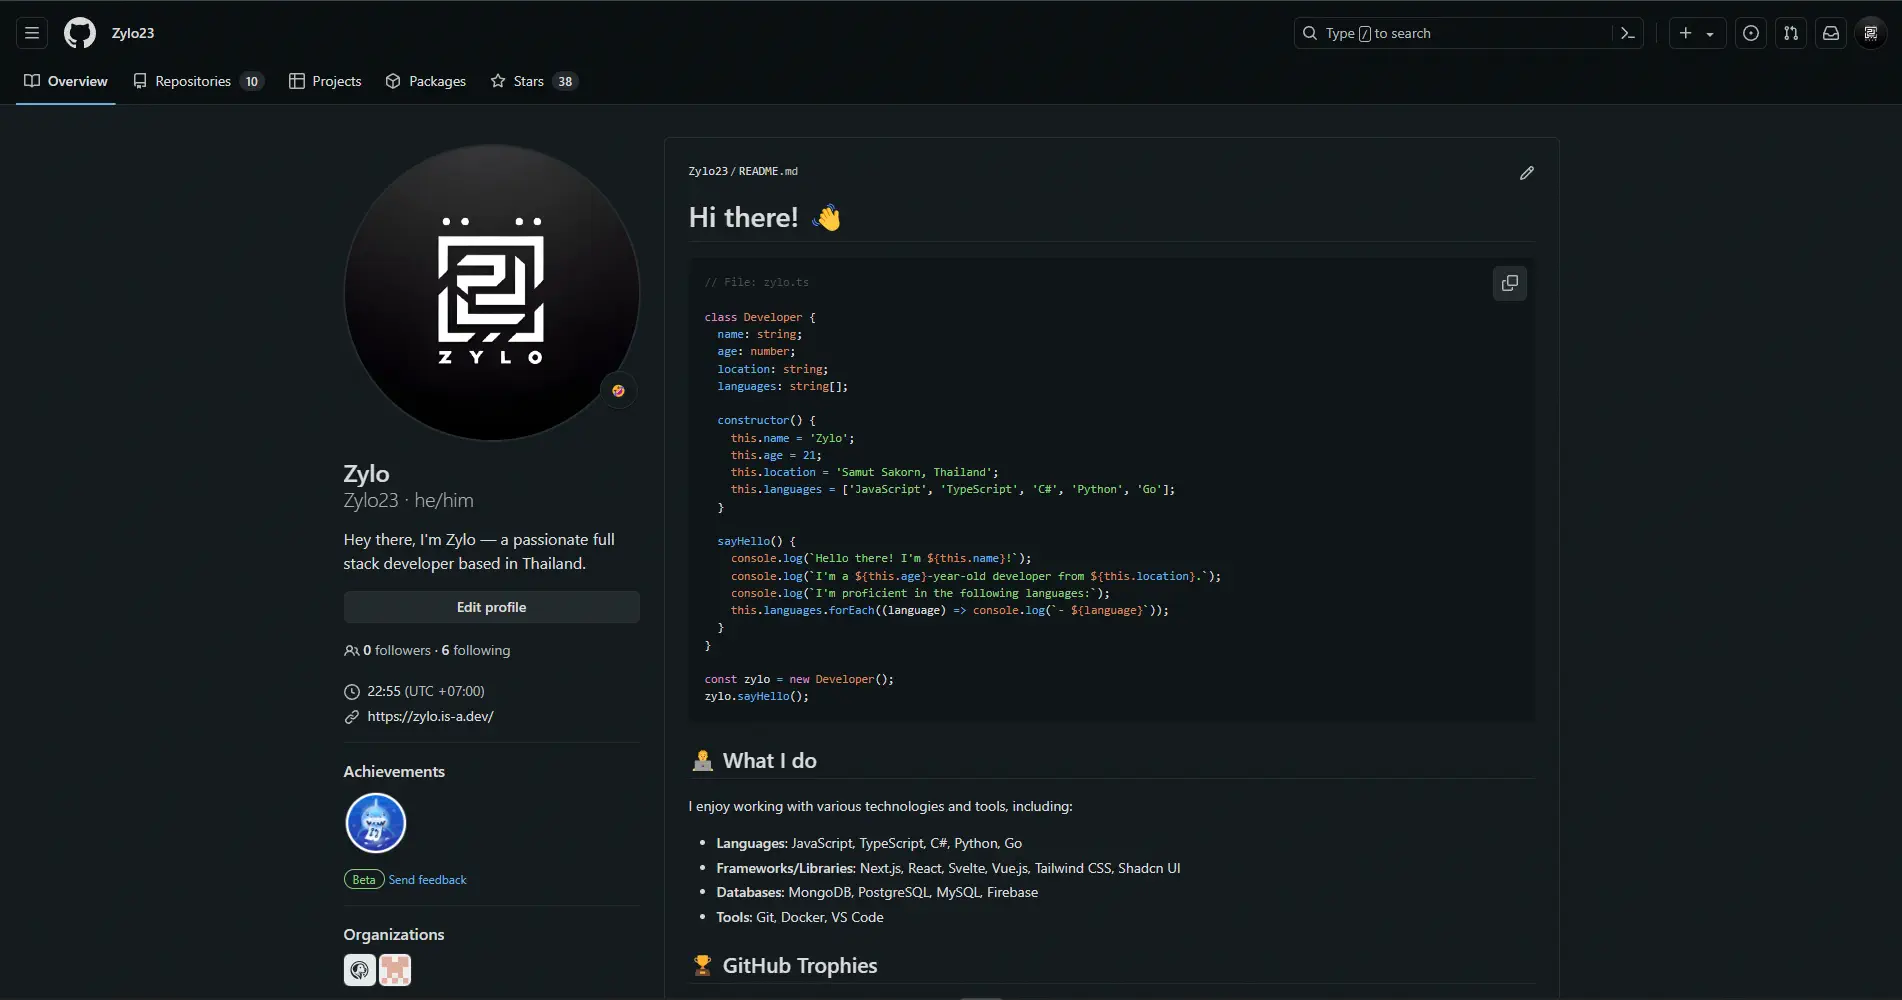 Zylo23
Type / to search
Overview
Repositories 10
Projects
Packages
Stars 38
ZYLO
Zylo
Zylo23 · he/him
Hey there, I'm Zylo — a passionate full
stack developer based in Thailand.
Edit profile
0 followers · 6 following
22:55 (UTC +07:00)
https://zylo.is-a.dev/
Achievements
Beta Send feedback
Organizations
Zylo23/README.md
Hi there! 👋
// File: zylo.ts
class Developer {
name: string;
age: number;
location: string;
languages: string[];
constructor() {
this.name = 'Zylo';
this.age = 21;
this.location = 'Samut Sakorn, Thailand';
this.languages = ['JavaScript', 'TypeScript', 'C#', 'Python', 'Go'];
}
sayHello() {
console.log(`Hello there! I'm ${this.name}!`);
console.log(`I'm a ${this.age}-year-old developer from ${this.location}.`);
console.log(`I'm proficient in the following languages:`);
this.languages.forEach((language) => console.log(`- ${language}`));
}
}
const zylo = new Developer();
zylo.sayHello();
What I do
I enjoy working with various technologies and tools, including:
• Languages: JavaScript, TypeScript, C#, Python, Go
• Frameworks/Libraries: Next.js, React, Svelte, Vue.js, Tailwind CSS, Shadcn UI
• Databases: MongoDB, PostgreSQL, MySQL, Firebase
• Tools: Git, Docker, VS Code
🏆 GitHub Trophies